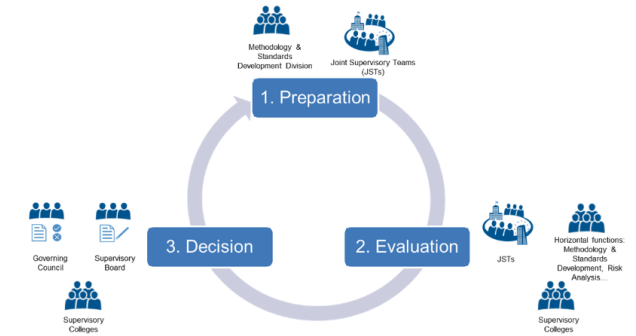 Methodology &
Standards
Development Division
Joint Supervisory Teams
(JSTs)
1. Preparation
3. Decision
2. Evaluation
Governing
Council
Supervisory
Board
JSTs
Horizontal functions:
Methodology &
Standards
Development, Risk
Analysis...
Supervisory
Colleges
Supervisory
Colleges